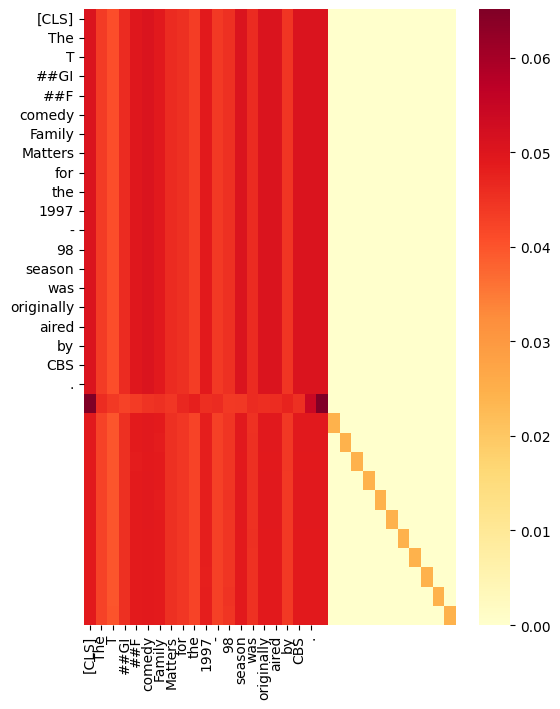 [CLS]
The
T
##GI
##F
comedy
Family
Matters
for
the
1997
-
98
season
was
originally
aired
by
CBS
.
0.06
0.05
0.04
0.03
0.02
0.01
0.00
[CLS]
The
T
##GI
##F
comedy
Family
Matters
for
the
1997
-
98
season
was
originally
aired
by
CBS
.